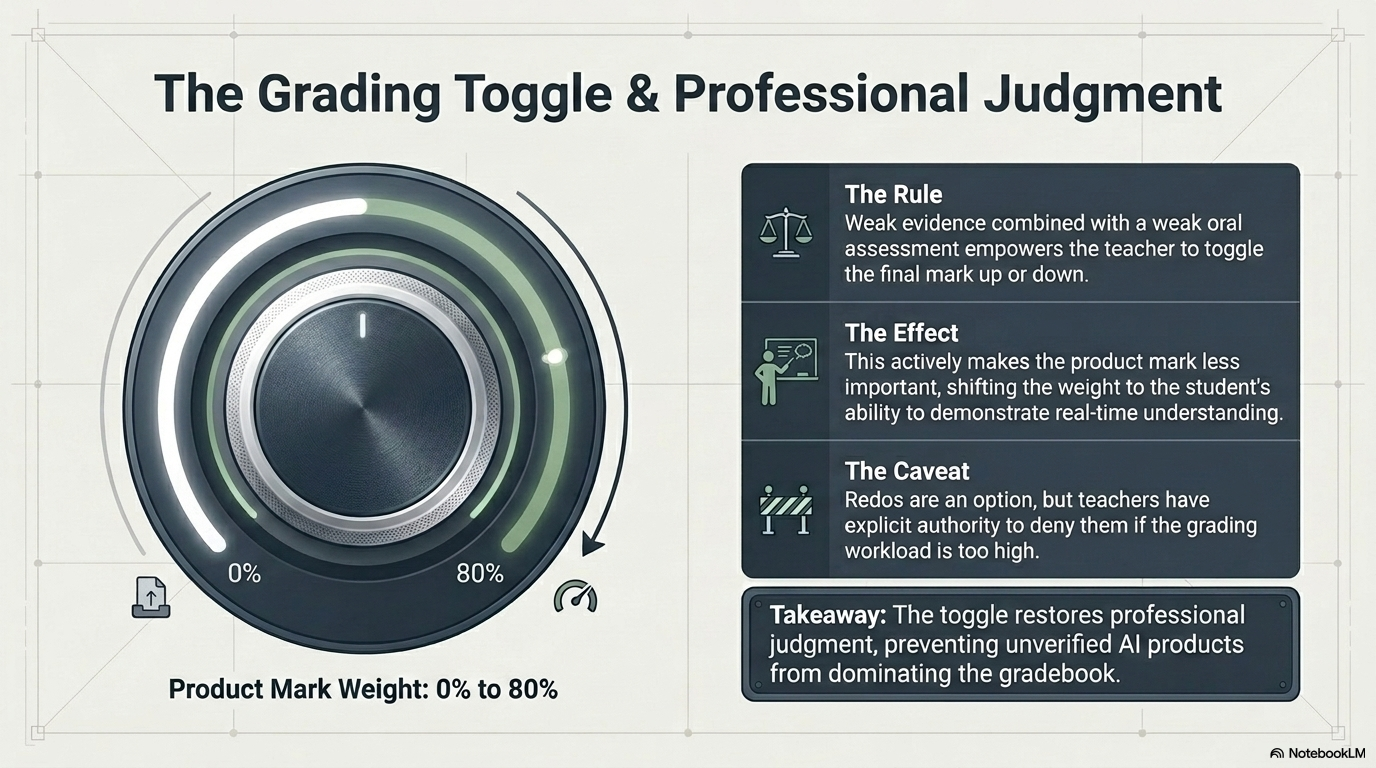 The Grading Toggle & Professional Judgment
0%
80%
Product Mark Weight: 0% to 80%
The Rule
Weak evidence combined with a weak oral
assessment empowers the teacher to toggle
the final mark up or down.
The Effect
This actively makes the product mark less
important, shifting the weight to the student's
ability to demonstrate real-time understanding.
The Caveat
Redos are an option, but teachers have
explicit authority to deny them if the grading
workload is too high.
Takeaway: The toggle restores professional
judgment, preventing unverified AI products
from dominating the gradebook.
NotebookLM